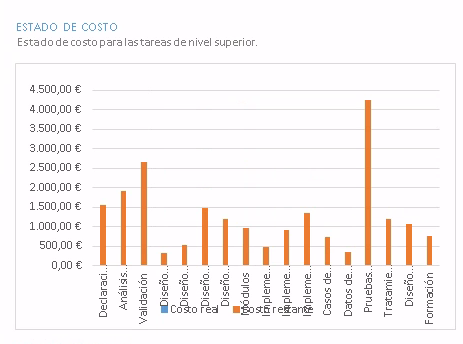 ESTADO DE COSTO
Estado de costo para las tareas de nivel superior.
4.500,00 €
4.000,00 €
3.500,00 €
3.000,00 €
2.500,00 €
2.000,00 €
1.500,00 €
1.000,00 €
500,00 €
0,00 €
Declaraci...
Análisis...
Validación
Diseño...
Diseño...
Diseño...
Diseño...
Módulos
Impleme...
Impleme...
Impleme...
Casos de...
Datos de...
Pruebas...
Tratamie...
Diseño...
Formación
Costo real
Costo restante